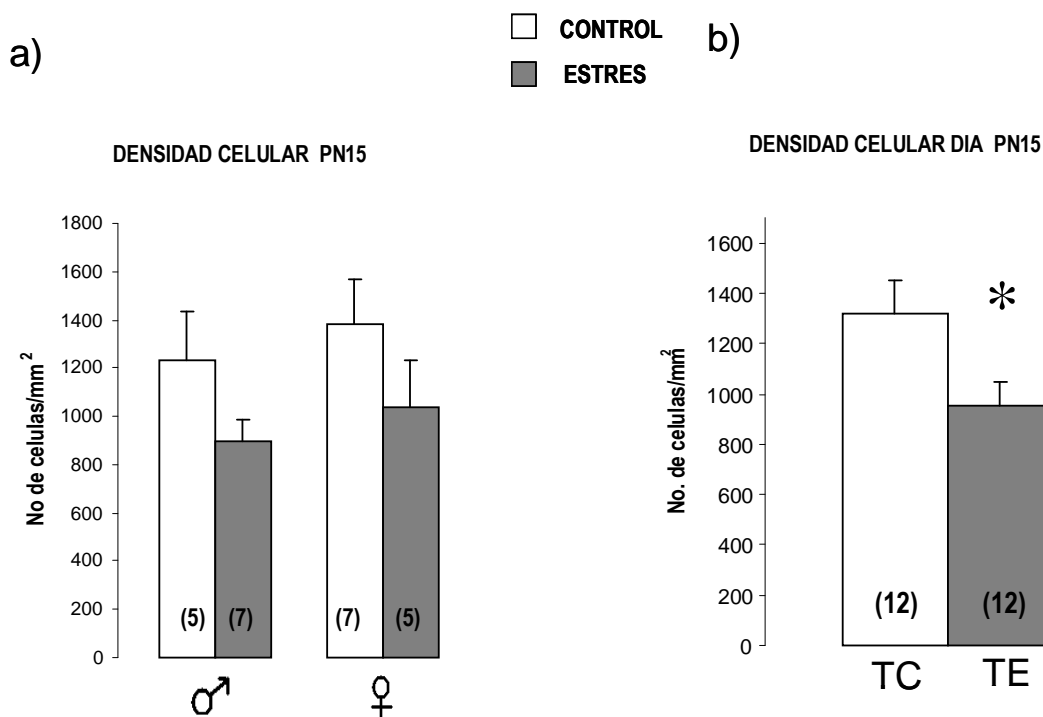 a)
CONTROL
ESTRES
b)
DENSIDAD CELULAR PN15
1800
1600
1400
1200
1000
800
600
400
200
0
No de celulas/mm²
(5)
(7)
(7)
(5)
♂
♀
DENSIDAD CELULAR DIA PN15
1600
1400
1200
1000
800
600
400
200
0
No. de celulas/mm²
*
(12)
(12)
TC
TE